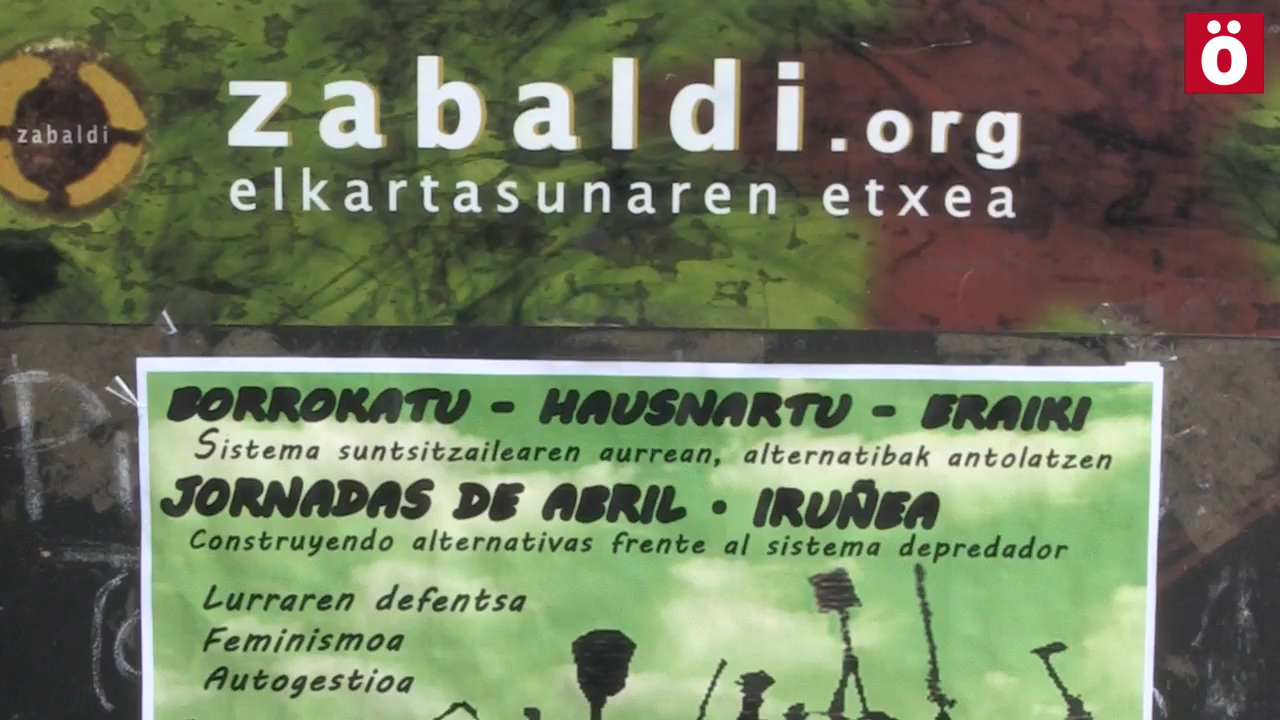 ö
zabaldi
zabaldi.org
elkartasunaren etxea
BORROKATU - HAUSNARTU - ERAIKI
Sistema suntsitzailearen aurrean, alternatibak antolatzen
JORNADAS DE ABRIL • IRUÑEA
Construyendo alternativas frente al sistema depredador
Lurraren defentsa
Feminismoa
Autogestioa